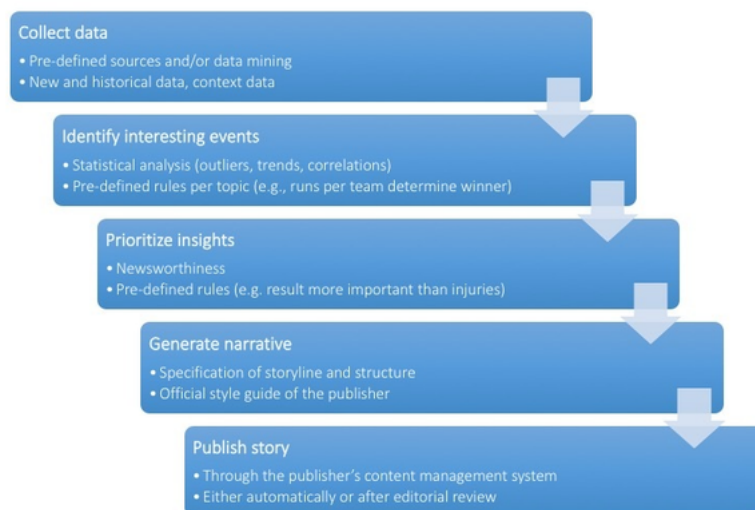 Collect data
• Pre-defined sources and/or data mining
• New and historical data, context data
Identify interesting events
• Statistical analysis (outliers, trends, correlations)
• Pre-defined rules per topic (e.g., runs per team determine winner)
Prioritize insights
• Newsworthiness
• Pre-defined rules (e.g. result more important than injuries)
Generate narrative
• Specification of storyline and structure
• Official style guide of the publisher
Publish story
• Through the publisher's content management system
• Either automatically or after editorial review